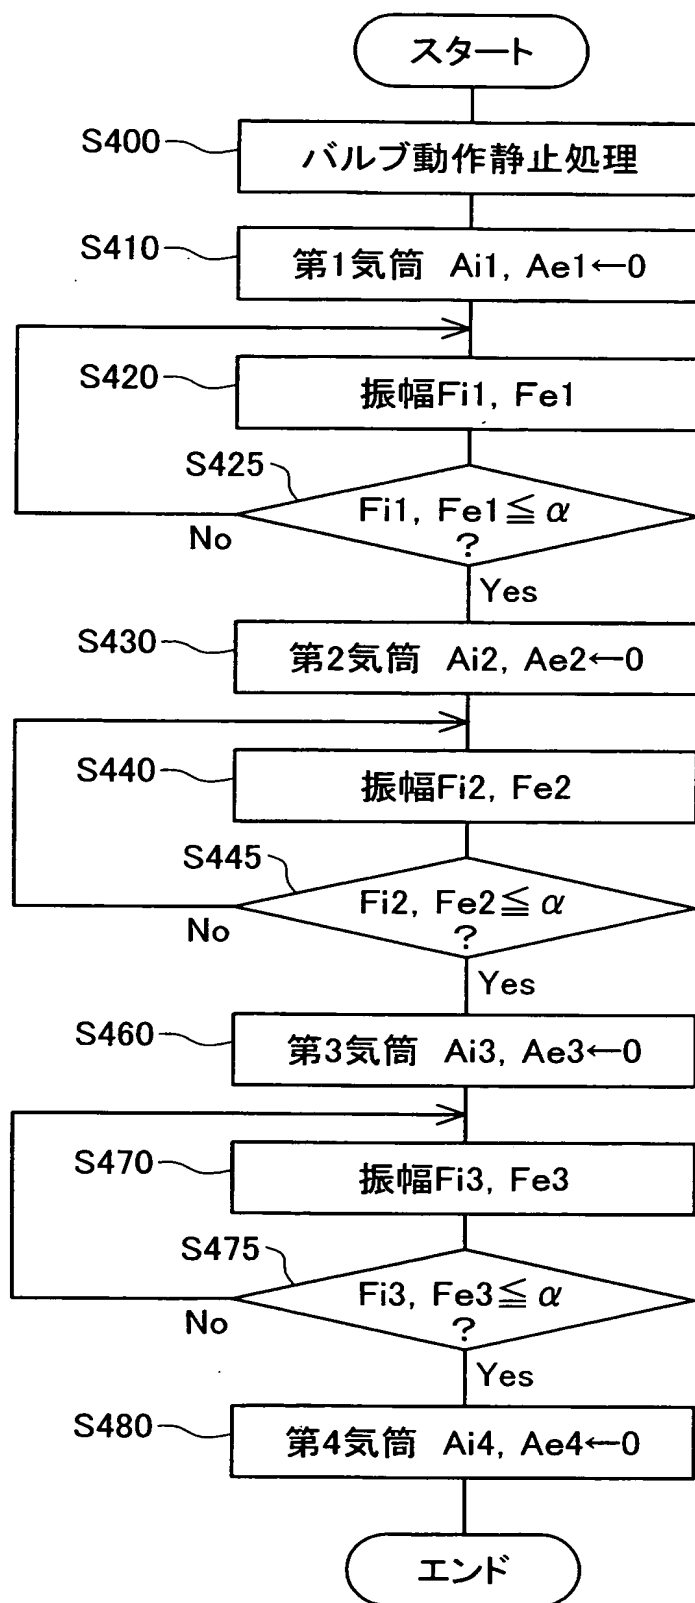 スタート
S400
バルブ動作静止処理
S410
第1気筒 Ai1, Ae1←0
S420
振幅Fi1, Fe1
S425
Fi1, Fe1≦α
?
No
Yes
S430
第2気筒 Ai2, Ae2←0
S440
振幅Fi2, Fe2
S445
Fi2, Fe2≦α
?
No
Yes
S460
第3気筒 Ai3, Ae3←0
S470
振幅Fi3, Fe3
S475
Fi3, Fe3≦α
?
No
Yes
S480
第4気筒 Ai4, Ae4←0
エンド